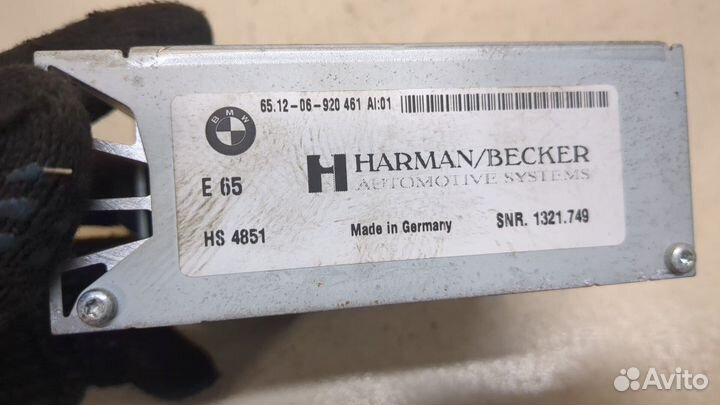 BMW
65.12-06-920 461 AI:01
HARMAN/BECKER
AUTOMOTIVE SYSTEMS
E 65
HS 4851
Made in Germany
SNR. 1321.749
Avito